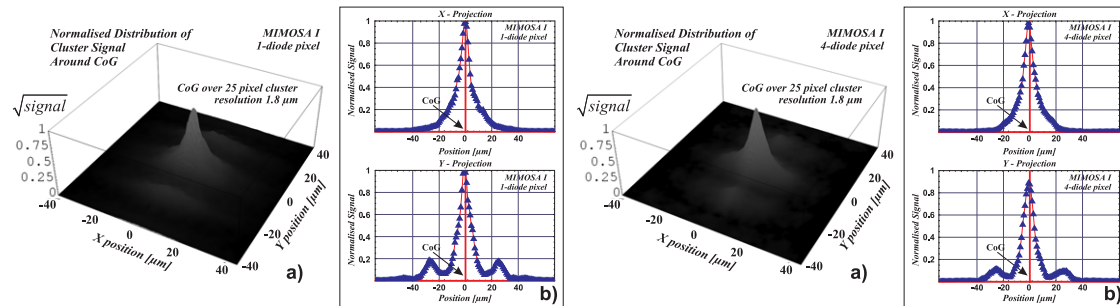 a)
Normalised Distribution of
Cluster Signal
Around CoG
MIMOSA I
1-diode pixel
CoG over 25 pixel cluster
resolution 1.8 µm
√signal
1
0.75
0.5
0.25
0
-40
-20
0
20
40
X position [µm]
-40
-20
0
20
40
Y position [µm]
a)
X - Projection
MIMOSA I
1-diode pixel
Normalised Signal
1
0.8
0.6
0.4
0.2
CoG
-40 -20 0 20 40
Position [µm]
Y - Projection
MIMOSA I
1-diode pixel
Normalised Signal
1
0.8
0.6
0.4
0.2
CoG
-40 -20 0 20 40
Position [µm]
b)
a)
Normalised Distribution of
Cluster Signal
Around CoG
MIMOSA I
4-diode pixel
CoG over 25 pixel cluster
resolution 1.8 µm
√signal
1
0.75
0.5
0.25
0
-40
-20
0
20
40
X position [µm]
-40
-20
0
20
40
Y position [µm]
a)
X - Projection
MIMOSA I
4-diode pixel
Normalised Signal
1
0.8
0.6
0.4
0.2
CoG
-40 -20 0 20 40
Position [µm]
Y - Projection
MIMOSA I
4-diode pixel
Normalised Signal
1
0.8
0.6
0.4
0.2
CoG
-40 -20 0 20 40
Position [µm]
b)